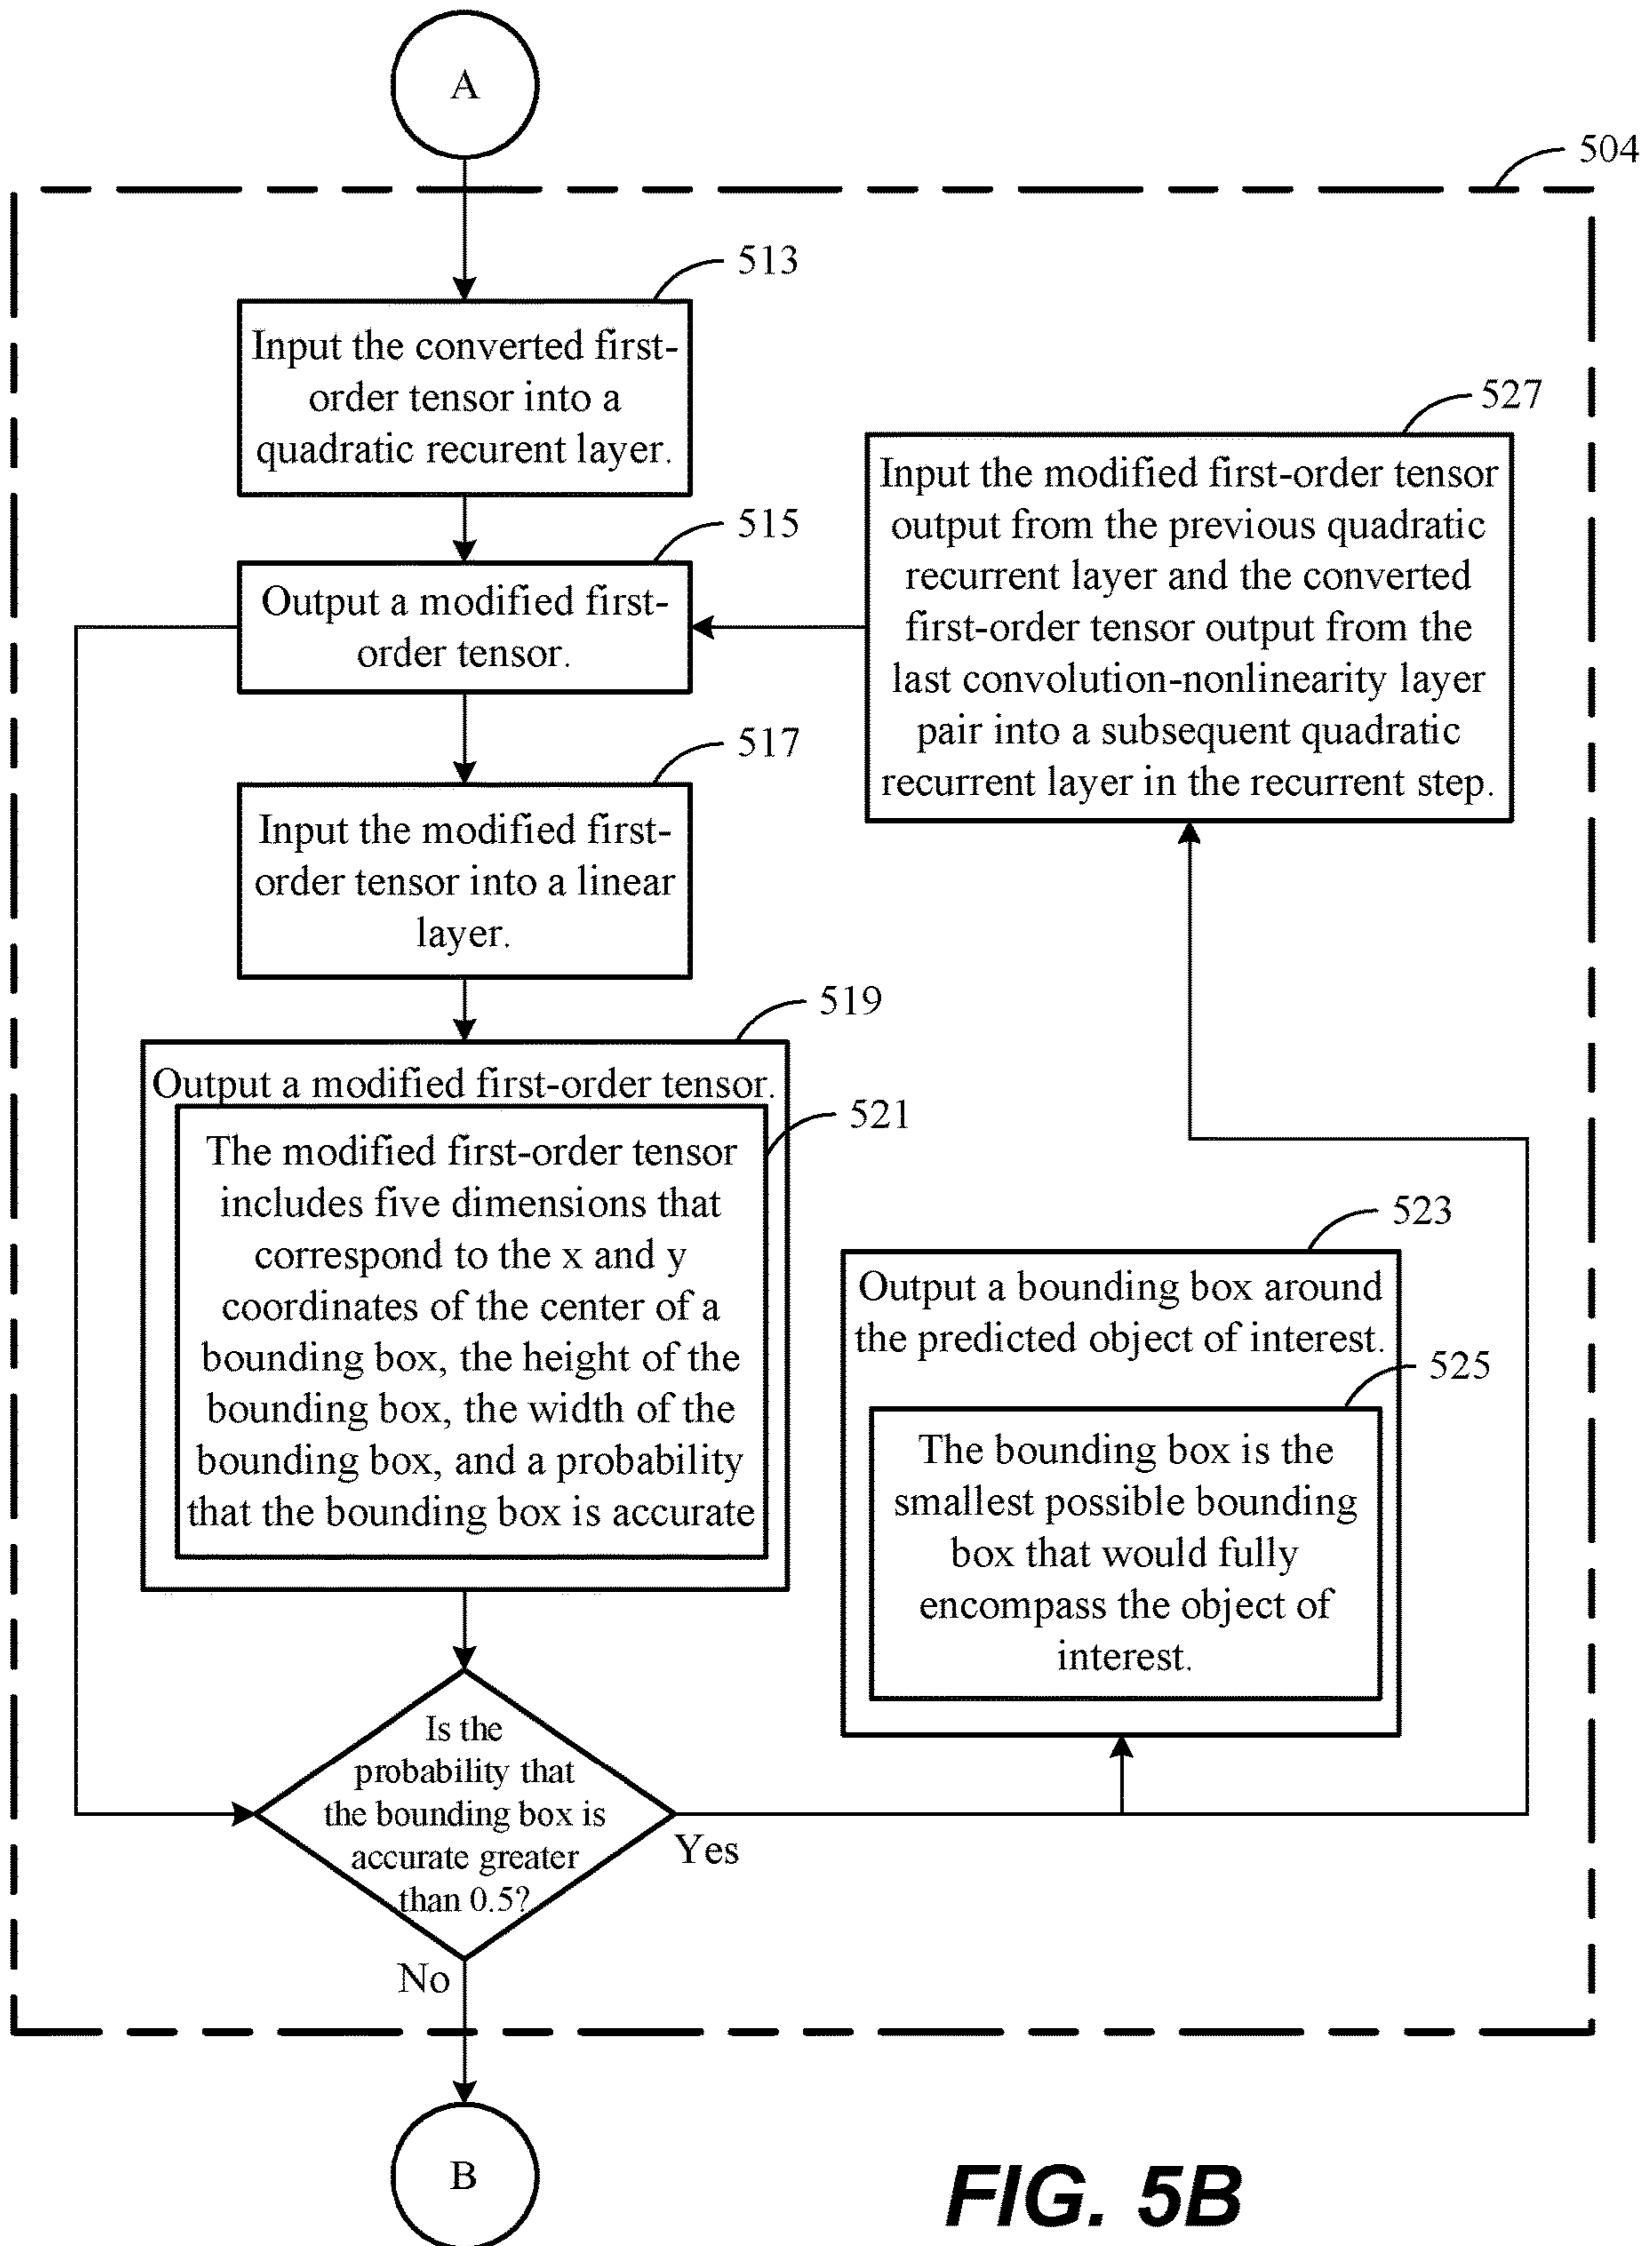 A
504
513
Input the converted first-
order tensor into a
quadratic recurent layer.
527
Input the modified first-order tensor
output from the previous quadratic
recurrent layer and the converted
first-order tensor output from the
last convolution-nonlinearity layer
pair into a subsequent quadratic
recurrent layer in the recurrent step.
515
Output a modified first-
order tensor.
517
Input the modified first-
order tensor into a linear
layer.
519
Output a modified first-order tensor.
521
The modified first-order tensor
includes five dimensions that
correspond to the x and y
coordinates of the center of a
bounding box, the height of the
bounding box, the width of the
bounding box, and a probability
that the bounding box is accurate
523
Output a bounding box around
the predicted object of interest.
525
The bounding box is the
smallest possible bounding
box that would fully
encompass the object of
interest.
Is the
probability that
the bounding box is
accurate greater
than 0.5?
Yes
No
B
FIG. 5B